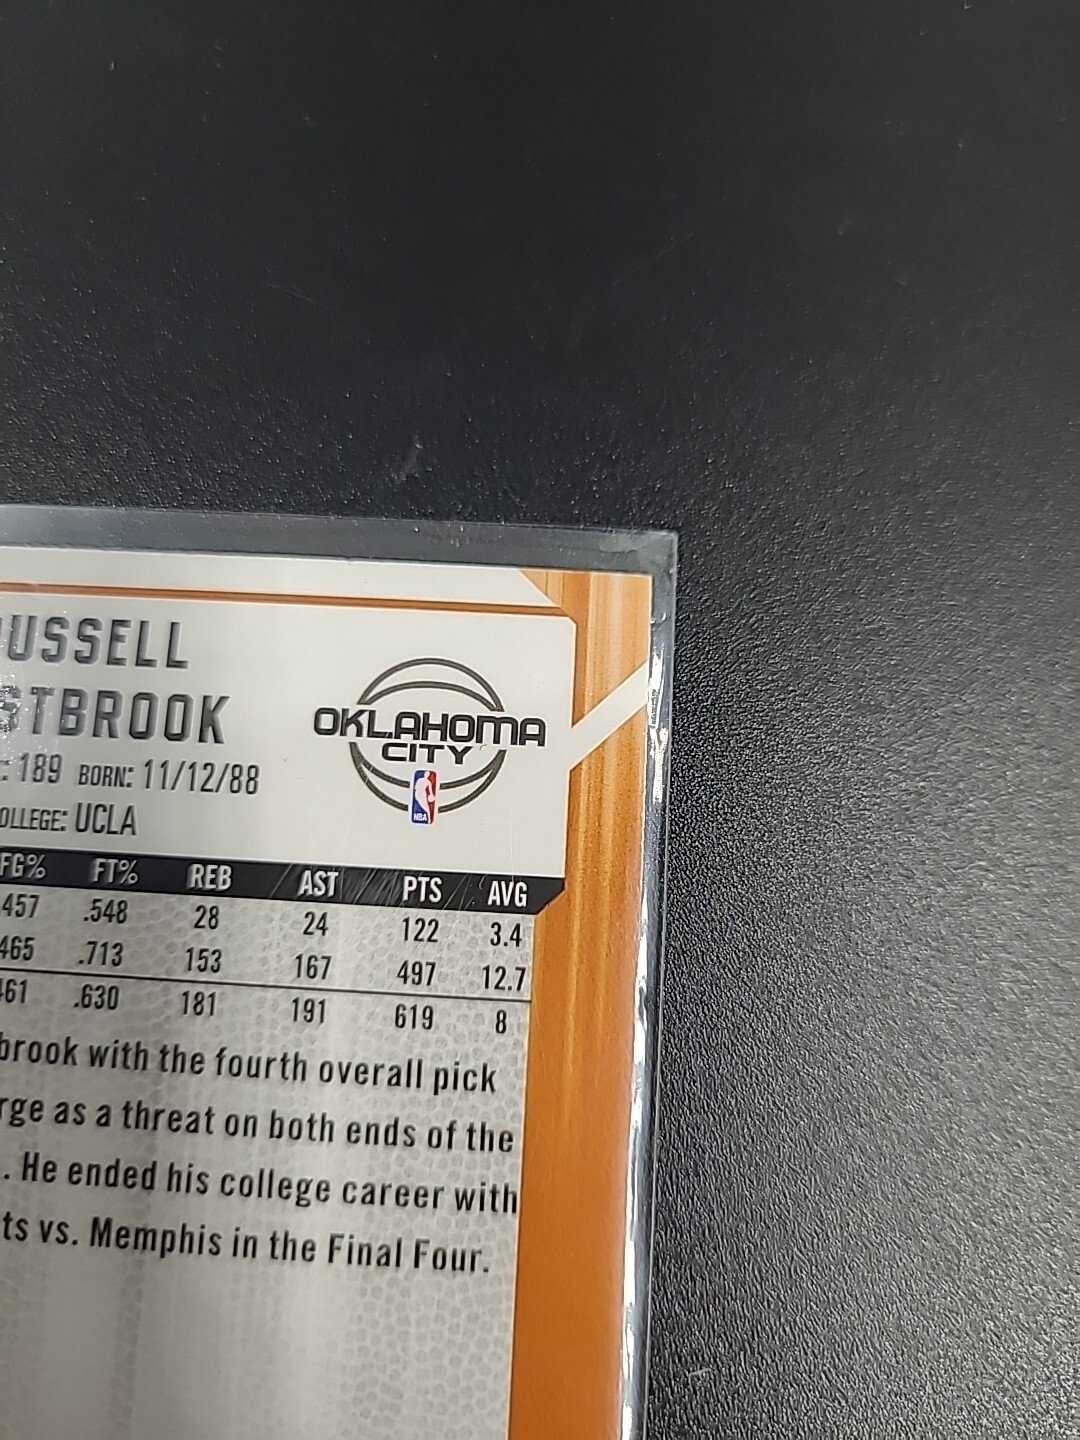 RUSSELL
STBROOK
OKLAHOMA
CITY
NBA
: 189 BORN: 11/12/88
OLLEGE: UCLA
FG% FT% REB AST PTS AVG
457 .548 28 24 122 3.4
465 .713 153 167 497 12.7
461 .630 181 191 619 8
brook with the fourth overall pick
rge as a threat on both ends of the
. He ended his college career with
ts vs. Memphis in the Final Four.